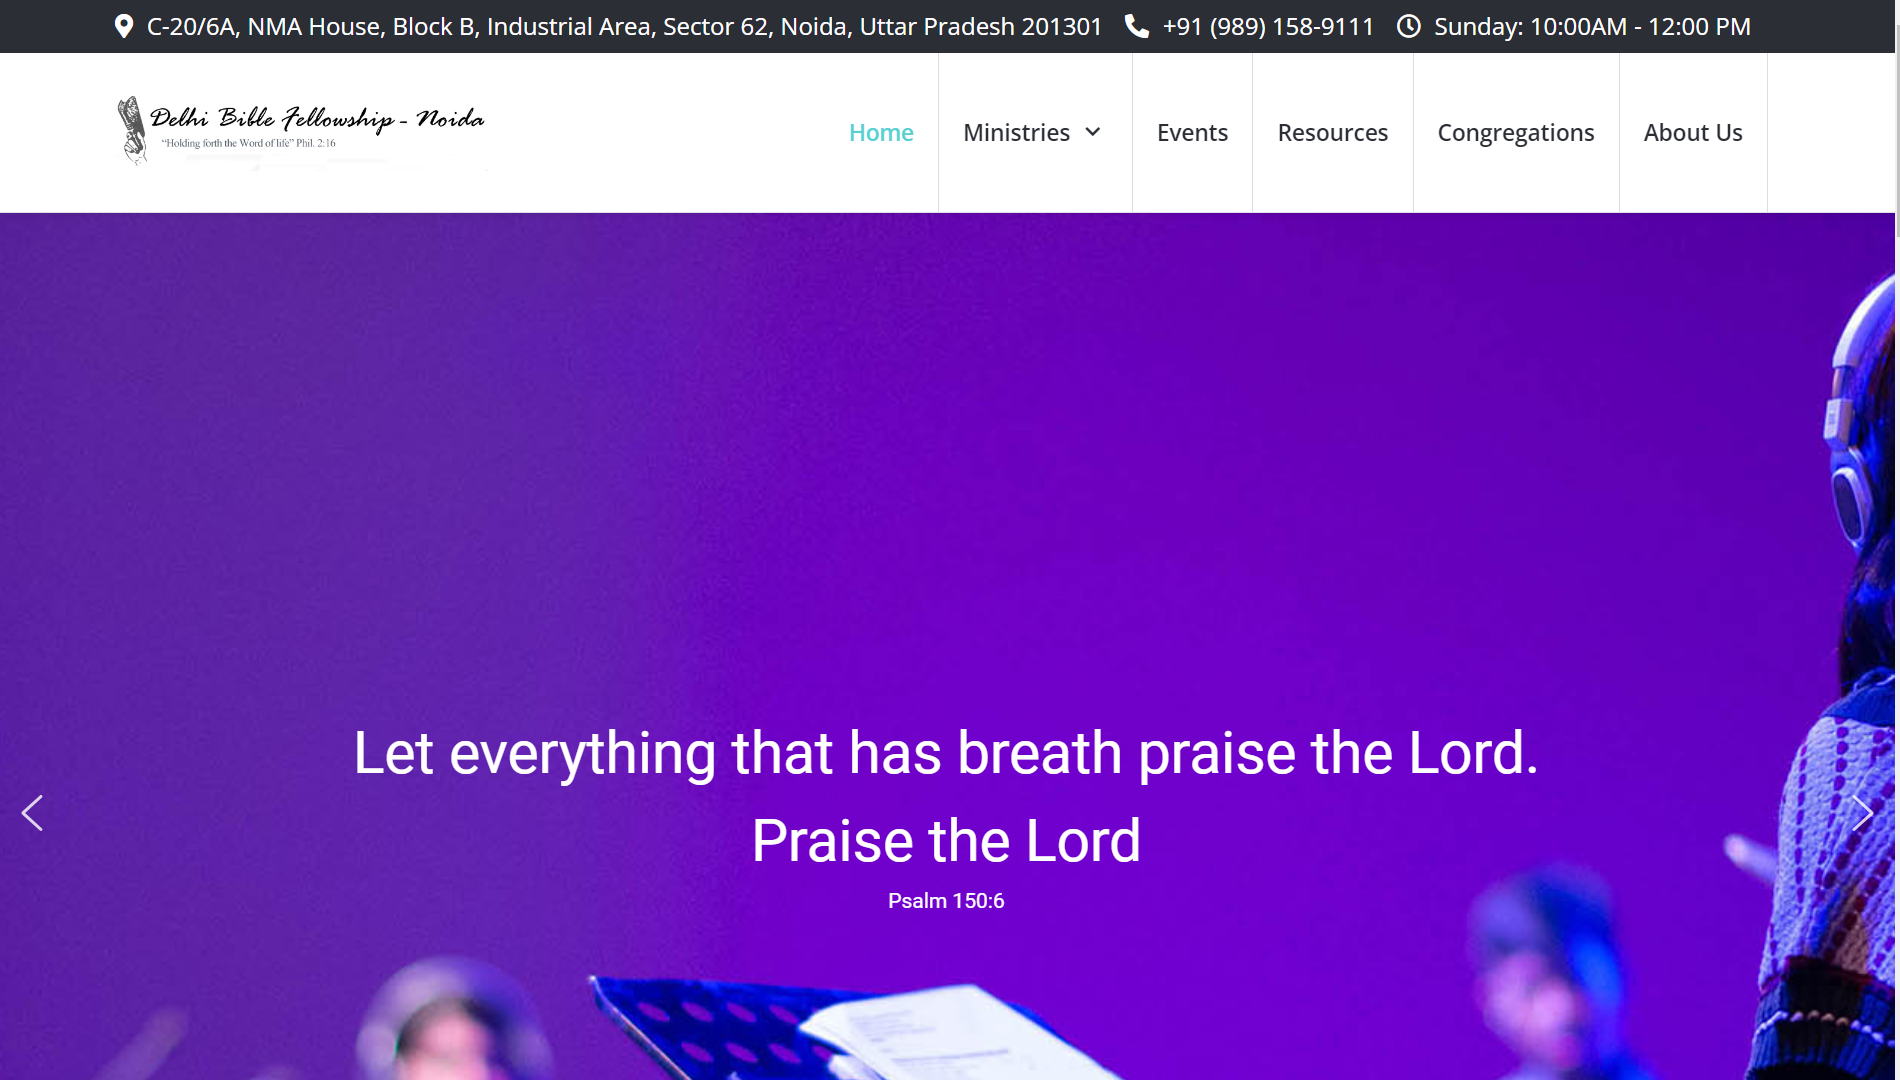 C-20/6A, NMA House, Block B, Industrial Area, Sector 62, Noida, Uttar Pradesh 201301 +91 (989) 158-9111 Sunday: 10:00AM - 12:00 PM
Delhi Bible Fellowship - Noida
“Holding forth the Word of life” Phil. 2:16
Home Ministries Events Resources Congregations About Us
Let everything that has breath praise the Lord.
Praise the Lord
Psalm 150:6